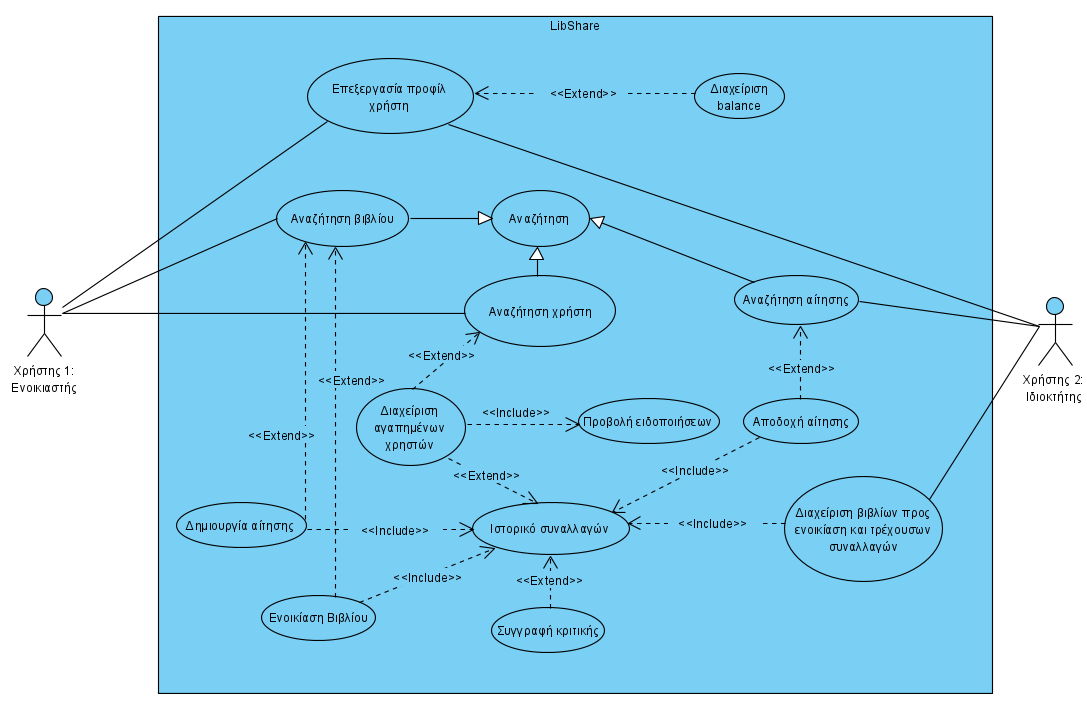 LibShare
Επεξεργασία προφίλ
χρήστη
<<Extend>>
Διαχείριση
balance
Αναζήτηση βιβλίου
Αναζήτηση
Αναζήτηση χρήστη
Αναζήτηση αίτησης
Χρήστης 1:
Ενοικιαστής
Χρήστης 2:
Ιδιοκτήτης
<<Extend>>
<<Extend>>
<<Extend>>
Διαχείριση
αγαπημένων
χρηστών
<<Include>>
Προβολή ειδοποιήσεων
Αποδοχή αίτησης
<<Extend>>
<<Extend>>
<<Include>>
Δημιουργία αίτησης
<<Include>>
Ιστορικό συναλλαγών
<<Include>>
Διαχείριση βιβλίων προς
ενοικίαση και τρέχουσων
συναλλαγών
<<Include>>
<<Extend>>
Ενοικίαση Βιβλίου
Συγγραφή κριτικής